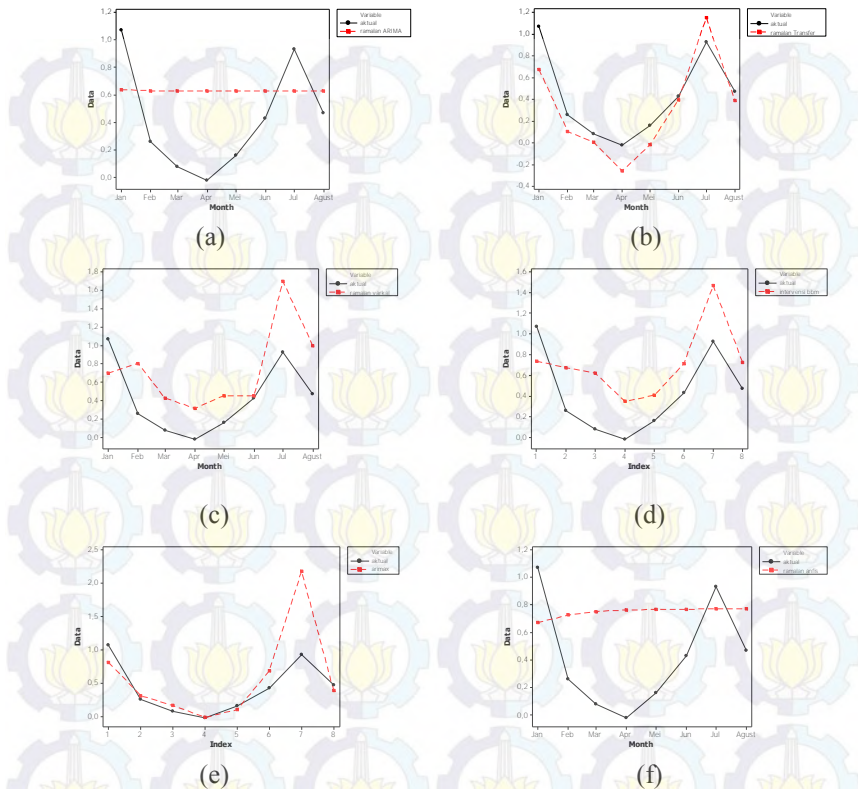 1,2
1,0
0,8
0,6
0,4
0,2
0,0
Data
Jan Feb Mar Apr Mei Jun Jul Agust
Month
Variable
aktual
ramalan ARIMA
(a)
1,2
1,0
0,8
0,6
0,4
0,2
0,0
-0,2
-0,4
Data
Jan Feb Mar Apr Mei Jun Jul Agust
Month
Variable
aktual
ramalan Transfer
(b)
1,8
1,6
1,4
1,2
1,0
0,8
0,6
0,4
0,2
0,0
Data
Jan Feb Mar Apr Mei Jun Jul Agust
Month
Variable
aktual
ramalan
(c)
1,6
1,4
1,2
1,0
0,8
0,6
0,4
0,2
0,0
Data
1 2 3 4 5 6 7 8
Index
Variable
aktual
intervensi bbm
(d)
2,5
2,0
1,5
1,0
0,5
0,0
Data
1 2 3 4 5 6 7 8
Index
Variable
aktual
arimax
(e)
1,2
1,0
0,8
0,6
0,4
0,2
0,0
Data
Jan Feb Mar Apr Mei Jun Jul Agust
Month
Variable
aktual
ramalan anfis
(f)